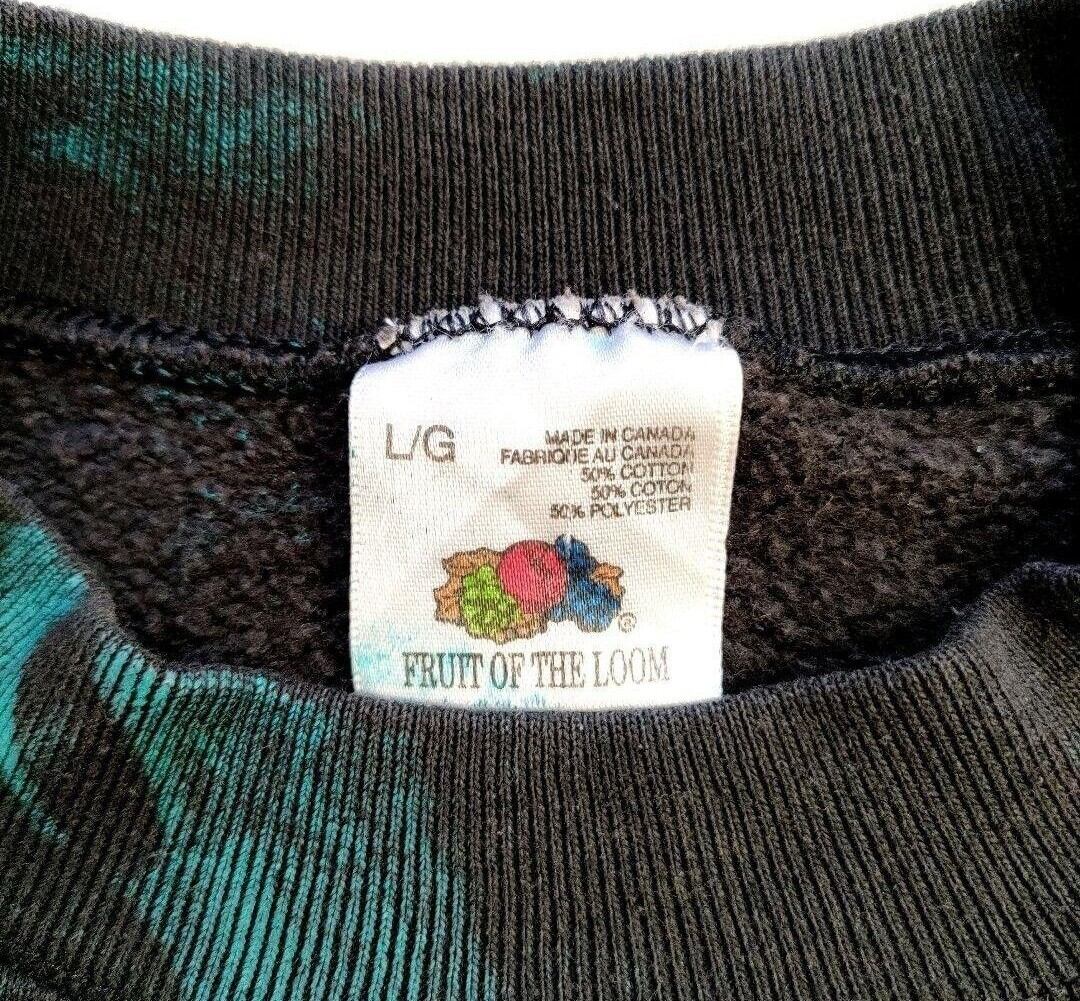 L/G
MADE IN CANADA
FABRIQUE AU CANADA
50% COTTON
50% COTON
50% POLYESTER
®
FRUIT OF THE LOOM